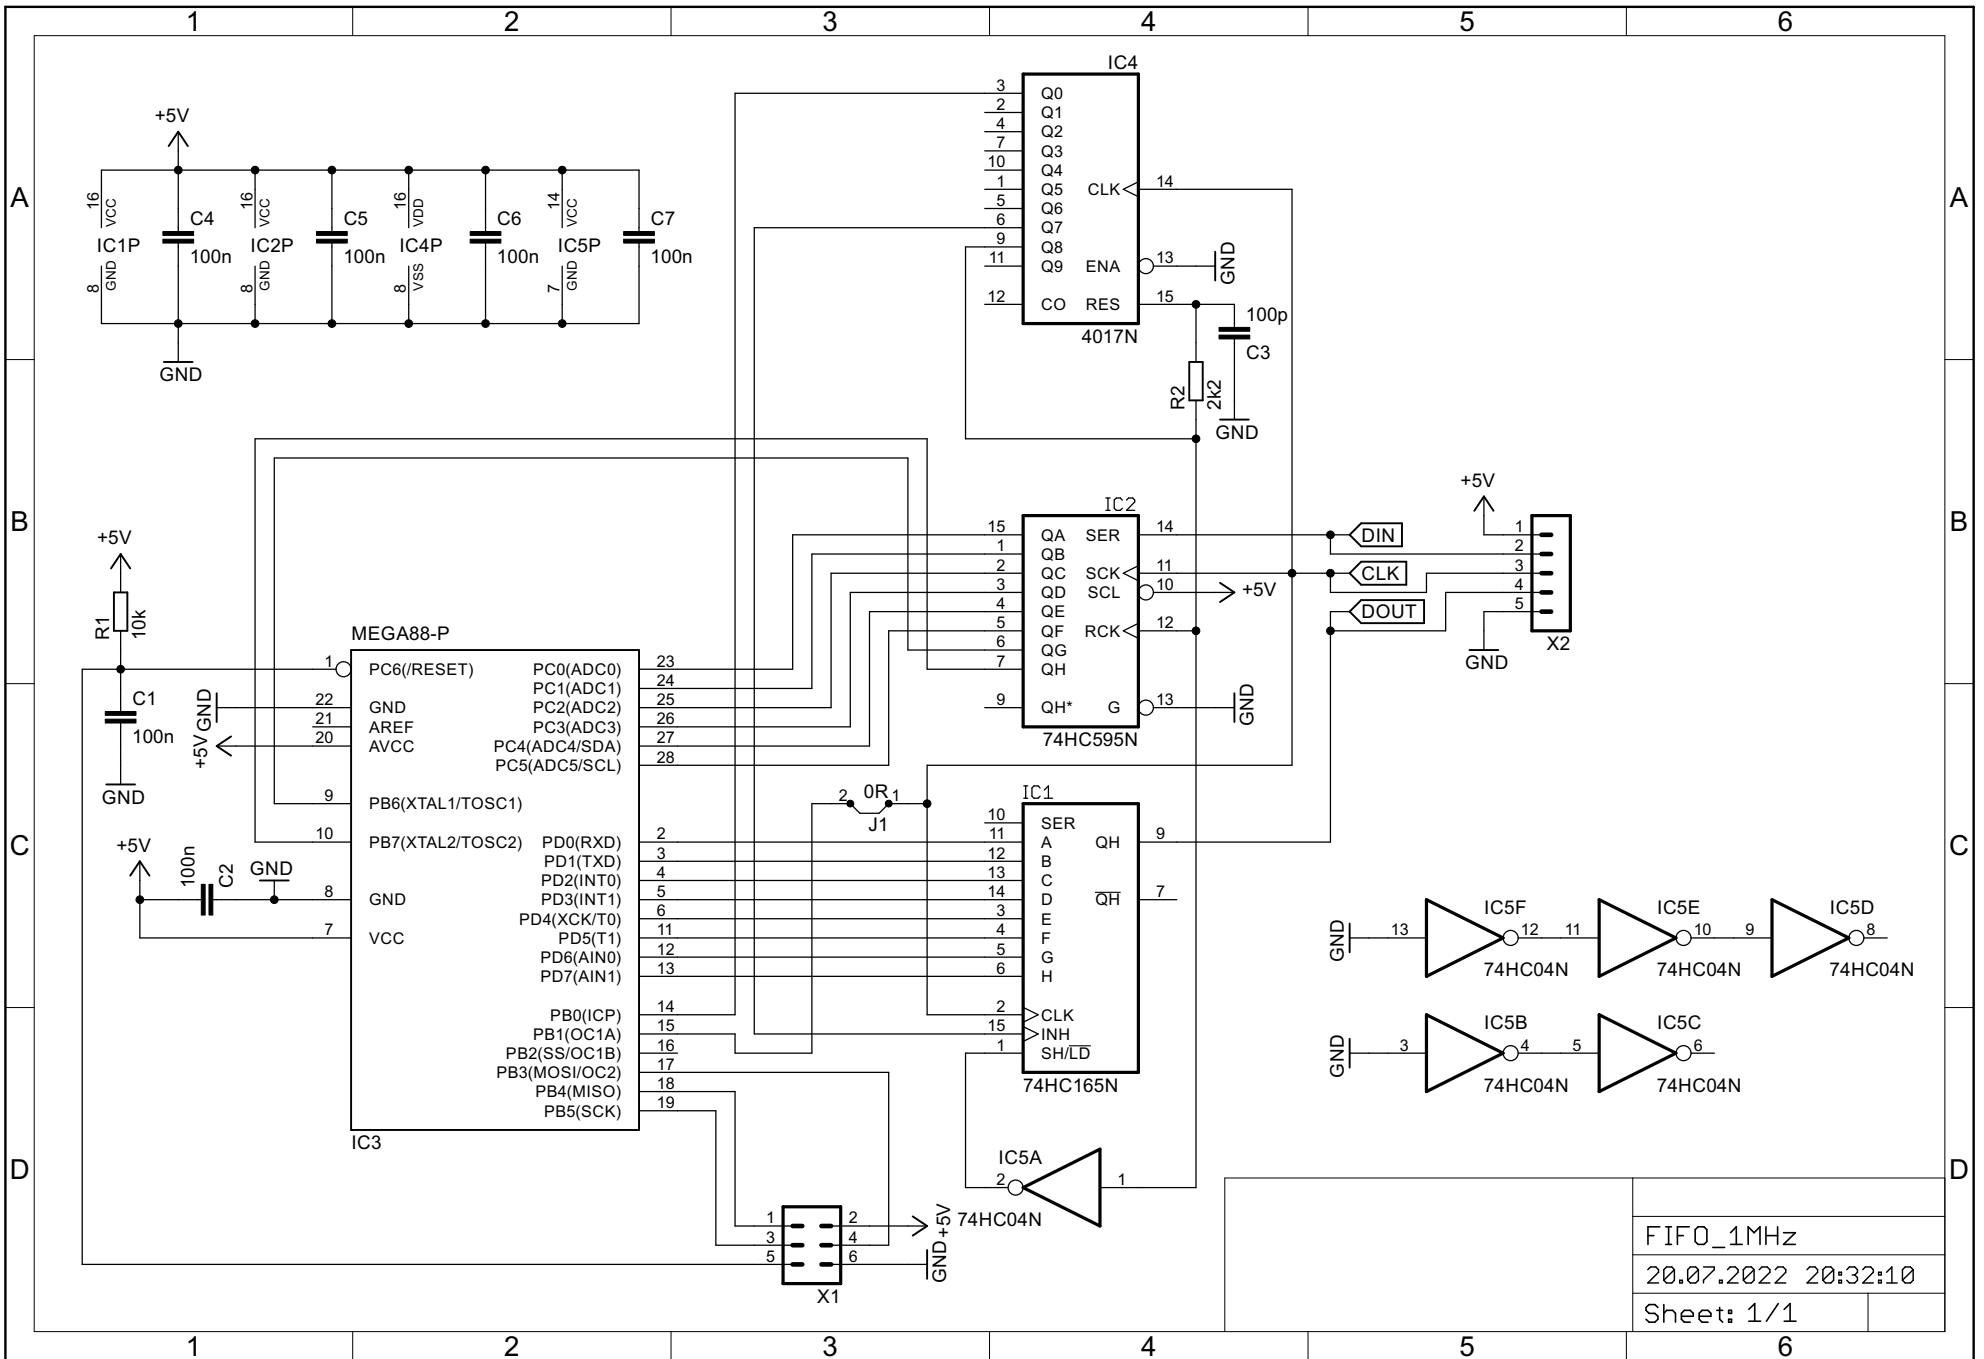 1 2 3 4 5 6
A
B
C
D
A
B
C
D
1 2 3 4 5 6
+5V
16 VCC
IC1P
8 GND
C4
100n
16 VCC
IC2P
8 GND
C5
100n
16 VDD
IC4P
8 VSS
C6
100n
14 VCC
IC5P
7 GND
C7
100n
GND
IC4
3 Q0
2 Q1
4 Q2
7 Q3
10 Q4
1 Q5 CLK 14
5 Q6
6 Q7
9 Q8
11 Q9 ENA 13 GND
12 CO RES 15
4017N
100p
C3
GND
R2
2k2
IC2
15 QA SER 14
1 QB
2 QC SCK 11
3 QD SCL 10 +5V
4 QE
5 QF RCK 12
6 QG
7 QH
9 QH* G 13 GND
74HC595N
DIN
CLK
DOUT
+5V
1
2
3
4
5
X2
GND
+5V
R1
10k
C1
100n
GND
MEGA88-P
1 PC6(/RESET) PC0(ADC0) 23
PC1(ADC1) 24
GND 22 GND PC2(ADC2) 25
21 AREF PC3(ADC3) 26
+5V 20 AVCC PC4(ADC4/SDA) 27
PC5(ADC5/SCL) 28
9 PB6(XTAL1/TOSC1)
10 PB7(XTAL2/TOSC2) PD0(RXD) 2
PD1(TXD) 3
PD2(INT0) 4
8 GND PD3(INT1) 5
PD4(XCK/T0) 6
7 VCC PD5(T1) 11
PD6(AIN0) 12
PD7(AIN1) 13
PB0(ICP) 14
PB1(OC1A) 15
PB2(SS/OC1B) 16
PB3(MOSI/OC2) 17
PB4(MISO) 18
PB5(SCK) 19
IC3
+5V
100n
C2
GND
2 0R 1
J1
IC1
10 SER
11 A QH 9
12 B
13 C
14 D QH 7
3 E
4 F
5 G
6 H
2 CLK
15 INH
1 SH/LD
74HC165N
IC5A
2 1
74HC04N
1 2 +5V
3 4
5 6 GND
X1
GND 13 IC5F 12 11 IC5E 10 9 IC5D 8
74HC04N 74HC04N 74HC04N
GND 3 IC5B 4 5 IC5C 6
74HC04N 74HC04N
FIFO_1MHz
20.07.2022 20:32:10
Sheet: 1/1